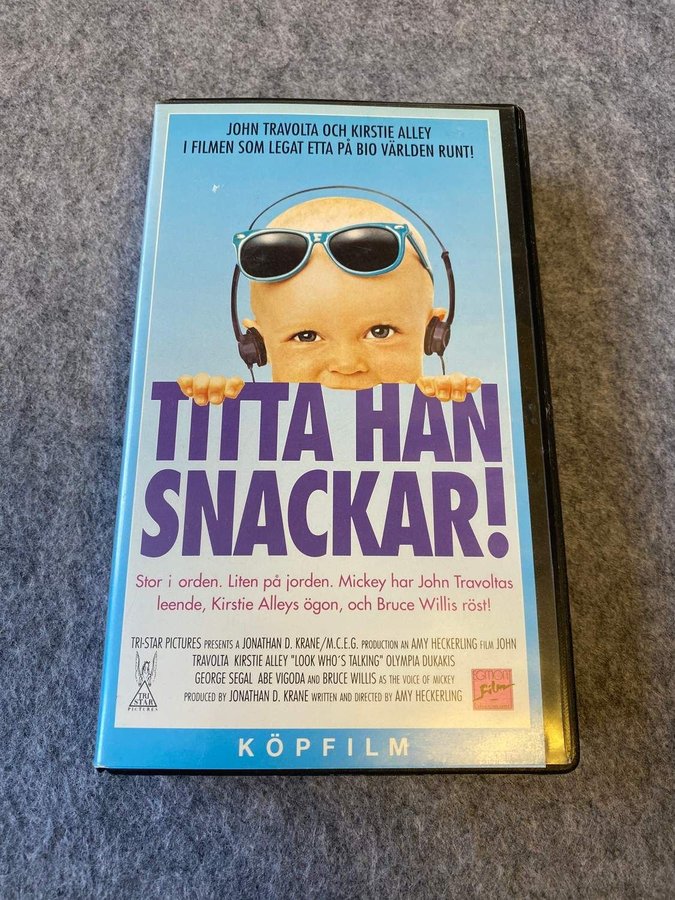 JOHN TRAVOLTA OCH KIRSTIE ALLEY
I FILMEN SOM LEGAT ETTA PÅ BIO VÄRLDEN RUNT!
TITTA HAN
SNACKAR!
Stor i orden. Liten på jorden. Mickey har John Travoltas
leende, Kirstie Alleys ögon, och Bruce Willis röst!
TRI-STAR PICTURES PRESENTS A JONATHAN D. KRANE/M.C.E.G. PRODUCTION AN AMY HECKERLING FILM JOHN
TRAVOLTA KIRSTIE ALLEY "LOOK WHO´S TALKING" OLYMPIA DUKAKIS
GEORGE SEGAL ABE VIGODA AND BRUCE WILLIS AS THE VOICE OF MICKEY
PRODUCED BY JONATHAN D. KRANE WRITTEN AND DIRECTED BY AMY HECKERLING
TRI
STAR
PICTURES
EGMONT
Film
KÖPFILM